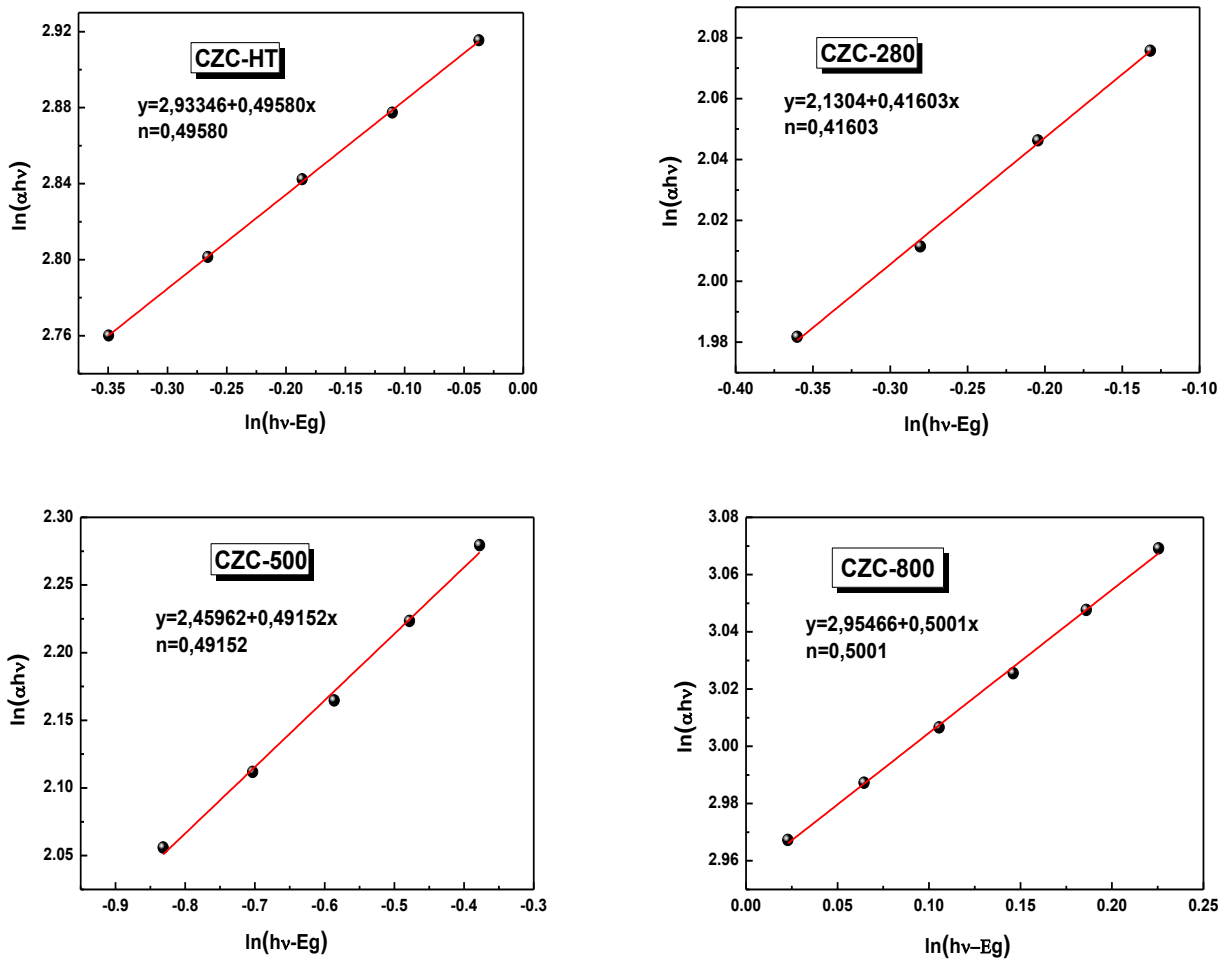 CZC-HT
y=2,93346+0,49580x
n=0,49580
2.92
2.88
2.84
2.80
2.76
ln(αhν)
-0.35 -0.30 -0.25 -0.20 -0.15 -0.10 -0.05 0.00
ln(hν-Eg)
CZC-280
y=2,1304+0,41603x
n=0,41603
2.08
2.06
2.04
2.02
2.00
1.98
ln(αhν)
-0.40 -0.35 -0.30 -0.25 -0.20 -0.15 -0.10
ln(hν-Eg)
CZC-500
y=2,45962+0,49152x
n=0,49152
2.30
2.25
2.20
2.15
2.10
2.05
ln(αhν)
-0.9 -0.8 -0.7 -0.6 -0.5 -0.4 -0.3
ln(hν-Eg)
CZC-800
y=2,95466+0,5001x
n=0,5001
3.08
3.06
3.04
3.02
3.00
2.98
2.96
ln(αhν)
0.00 0.05 0.10 0.15 0.20 0.25
ln(hν–Eg)